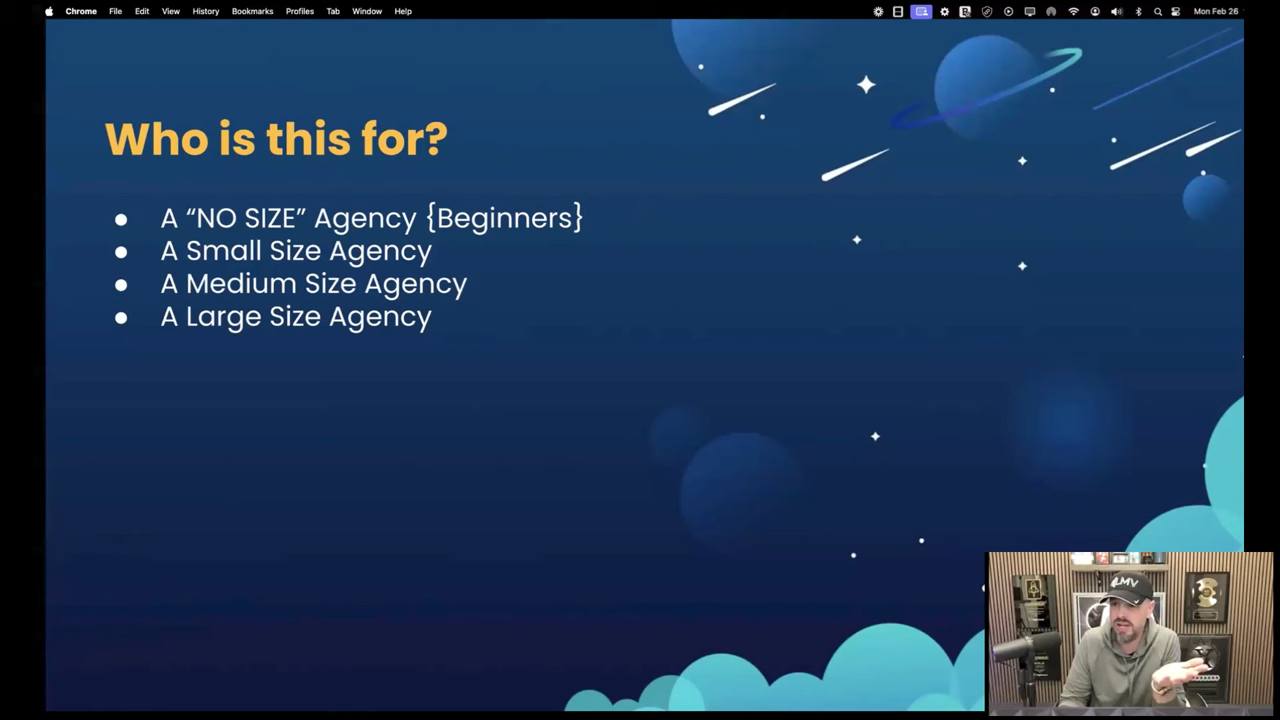 Chrome File Edit View History Bookmarks Profiles Tab Window Help
Mon Feb 26
Who is this for?
● A “NO SIZE” Agency {Beginners}
● A Small Size Agency
● A Medium Size Agency
● A Large Size Agency
LMV